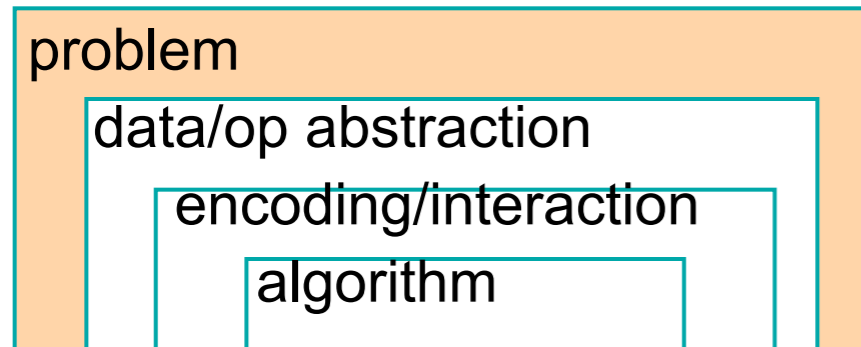 problem
data/op abstraction
encoding/interaction
algorithm